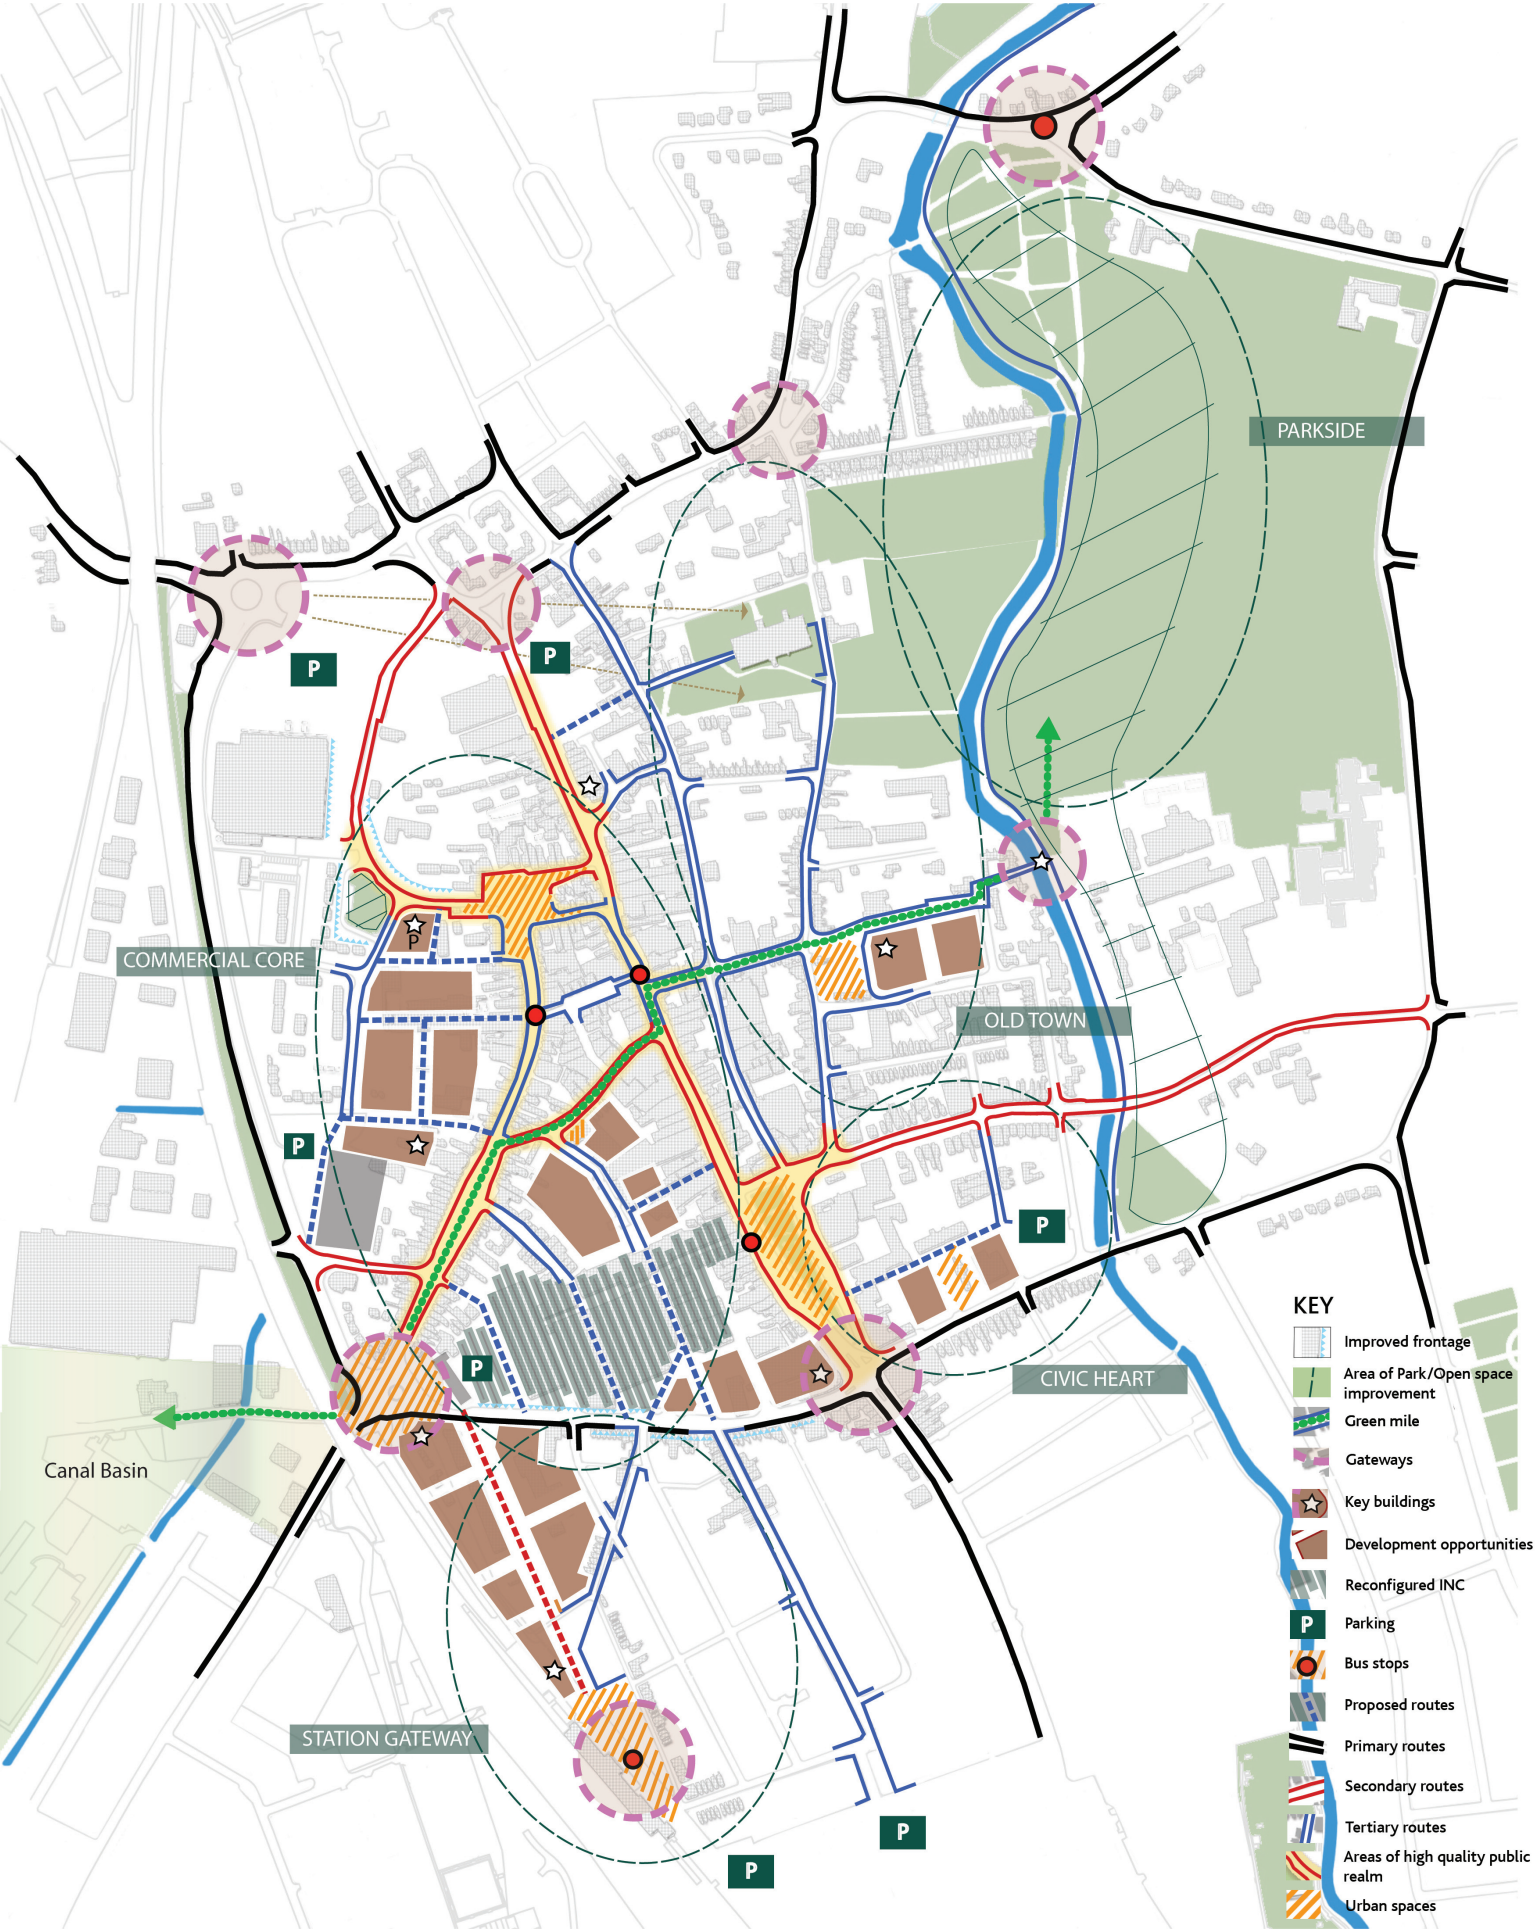 PARKSIDE
P
P
COMMERCIAL CORE
P
OLD TOWN
P
P
P
CIVIC HEART
Canal Basin
STATION GATEWAY
P
P
KEY
Improved frontage
Area of Park/Open space
improvement
Green mile
Gateways
Key buildings
Development opportunities
Reconfigured INC
P Parking
Bus stops
Proposed routes
Primary routes
Secondary routes
Tertiary routes
Areas of high quality public
realm
Urban spaces